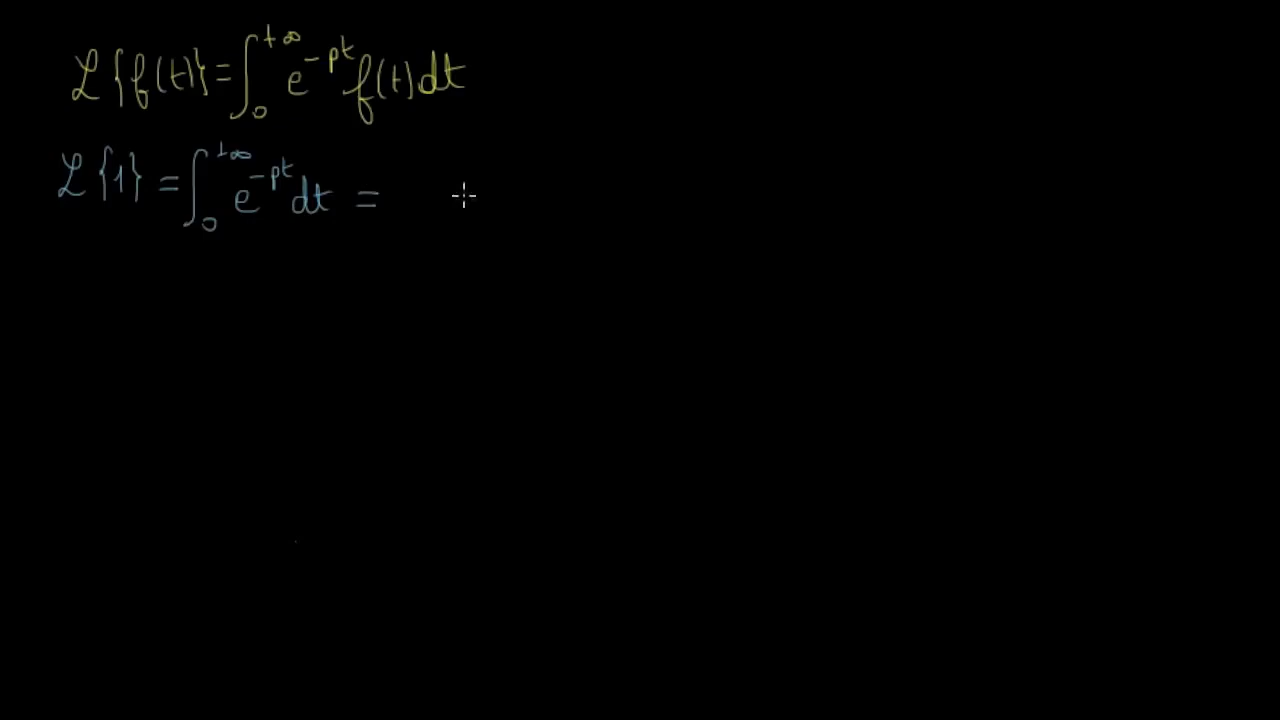 ℒ{f(t)} = ∫₀^{+∞} e^{-pt} f(t) dt
ℒ{1} = ∫₀^{+∞} e^{-pt} dt =